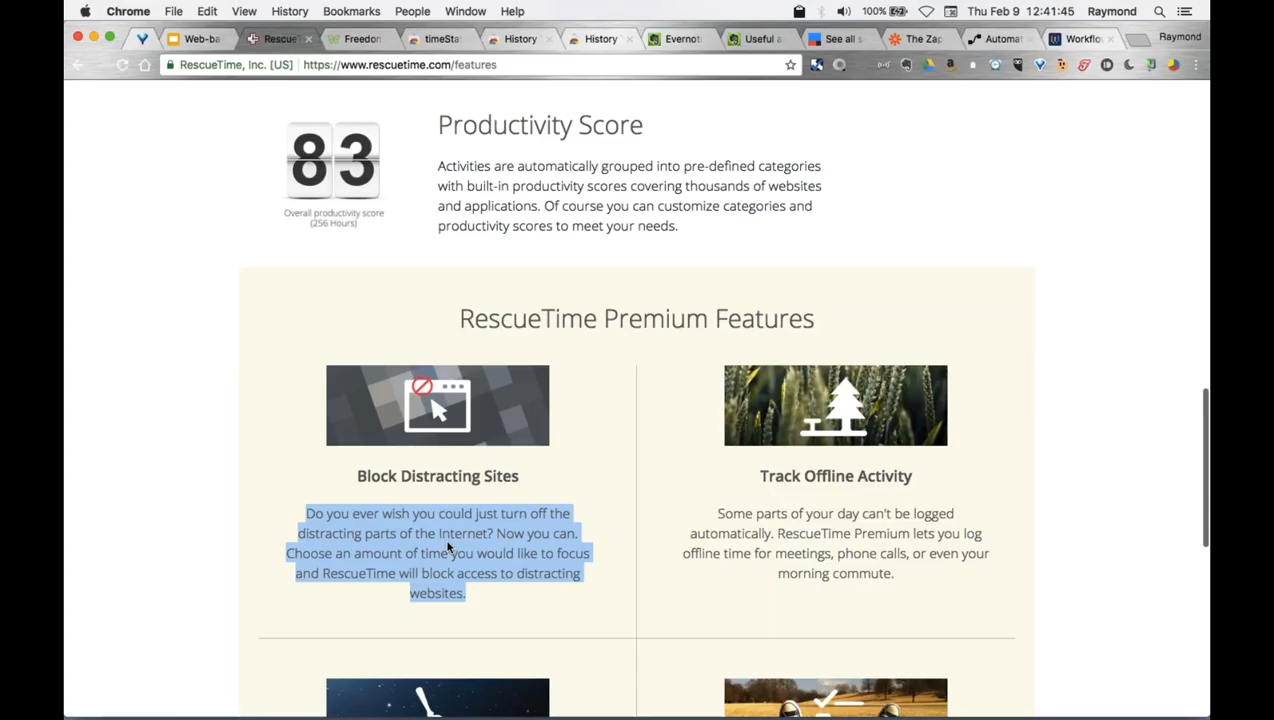 Chrome File Edit View History Bookmarks People Window Help 100% Thu Feb 9 12:41:45 Raymond
Web-ba Rescue Freedom timeSta History History Evernot Useful a See all s The Zap Automat Workflo Raymond
RescueTime, Inc. [US] https://www.rescuetime.com/features
83
Overall productivity score
(256 Hours)
Productivity Score
Activities are automatically grouped into pre-defined categories
with built-in productivity scores covering thousands of websites
and applications. Of course you can customize categories and
productivity scores to meet your needs.
RescueTime Premium Features
Block Distracting Sites
Do you ever wish you could just turn off the
distracting parts of the Internet? Now you can.
Choose an amount of time you would like to focus
and RescueTime will block access to distracting
websites.
Track Offline Activity
Some parts of your day can't be logged
automatically. RescueTime Premium lets you log
offline time for meetings, phone calls, or even your
morning commute.